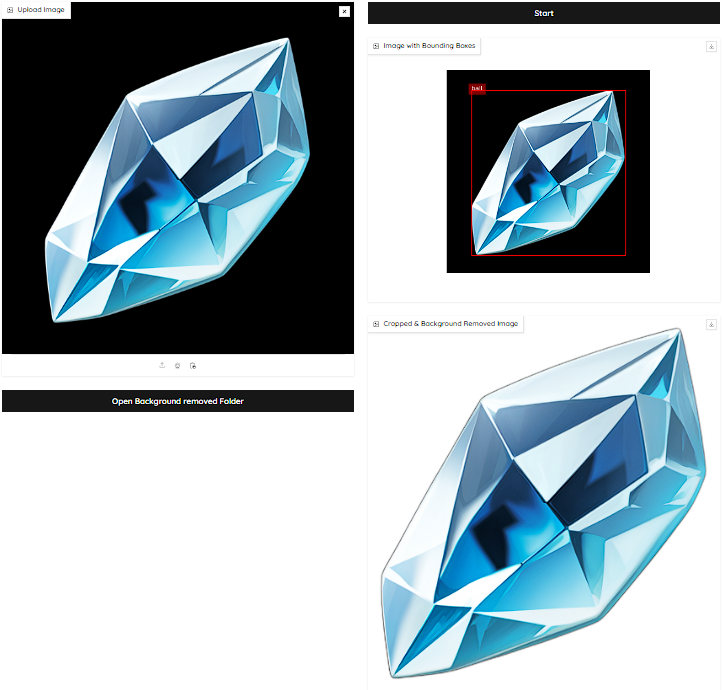 Upload Image
Open Background removed Folder
Start
Image with Bounding Boxes
ball
Cropped & Background Removed Image